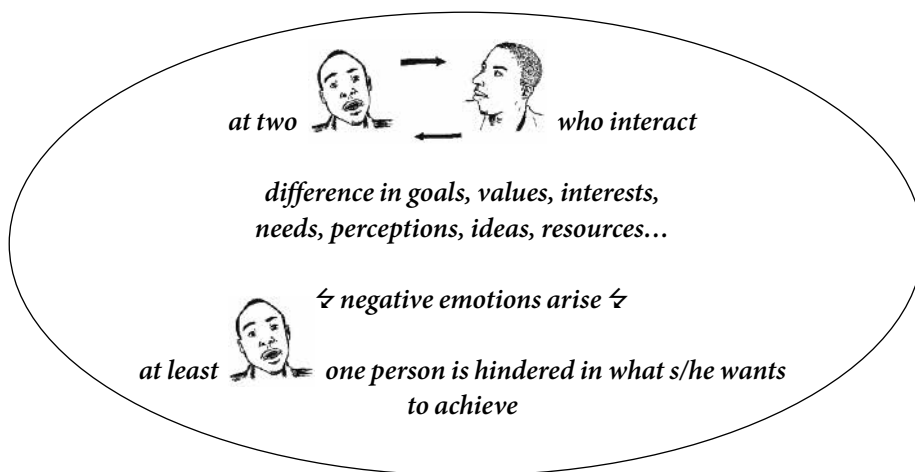 at two who interact
difference in goals, values, interests,
needs, perceptions, ideas, resources…
negative emotions arise
at least one person is hindered in what s/he wants
to achieve